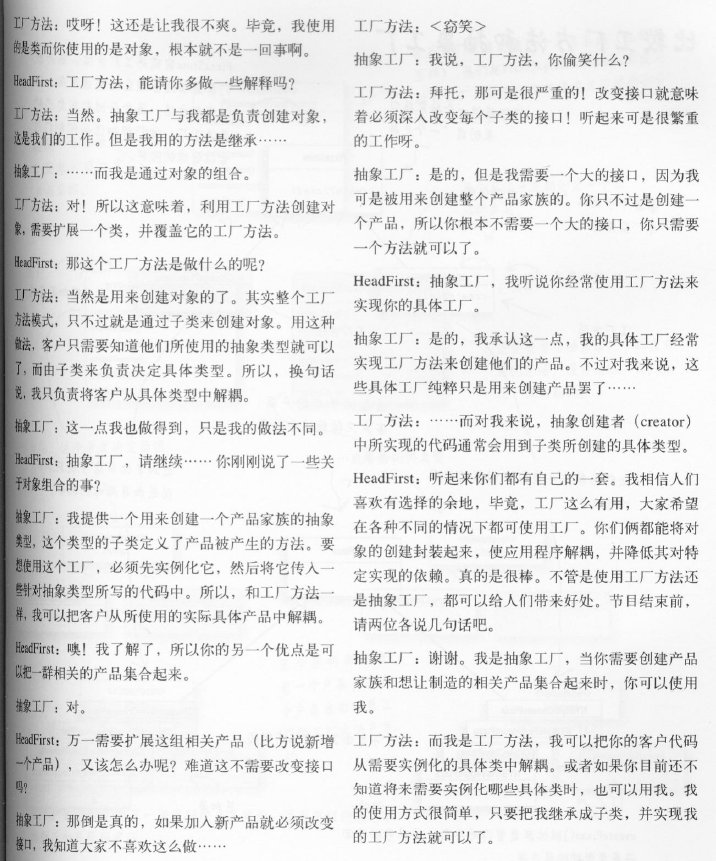 工厂方法：哎呀！这还是让我很不爽。毕竟，我使用
的是类而你使用的是对象，根本就不是一回事啊。
HeadFirst：工厂方法，能请你多做一些解释吗？
工厂方法：当然。抽象工厂与我都是负责创建对象，
这是我们的工作。但是我用的方法是继承……
抽象工厂：……而我是通过对象的组合。
工厂方法：对！所以这意味着，利用工厂方法创建对
象，需要扩展一个类，并覆盖它的工厂方法。
HeadFirst：那这个工厂方法是做什么的呢？
工厂方法：当然是用来创建对象的了。其实整个工厂
方法模式，只不过就是通过子类来创建对象。用这种
做法，客户只需要知道他们所使用的抽象类型就可以
了，而由子类来负责决定具体类型。所以，换句话
说，我只负责将客户从具体类型中解耦。
抽象工厂：这一点我也做得到，只是我的做法不同。
HeadFirst：抽象工厂，请继续……你刚刚说了一些关
于对象组合的事？
抽象工厂：我提供一个用来创建一个产品家族的抽象
类型，这个类型的子类定义了产品被产生的方法。要
想使用这个工厂，必须先实例化它，然后将它传入一
些针对抽象类型所写的代码中。所以，和工厂方法一
样，我可以把客户从所使用的实际具体产品中解耦。
HeadFirst：噢！我了解了，所以你的另一个优点是可
以把一群相关的产品集合起来。
抽象工厂：对。
HeadFirst：万一需要扩展这组相关产品（比方说新增
一个产品），又该怎么办呢？难道这不需要改变接口
吗？
抽象工厂：那倒是真的，如果加入新产品就必须改变
接口，我知道大家不喜欢这么做……
工厂方法：＜窃笑＞
抽象工厂：我说，工厂方法，你偷笑什么？
工厂方法：拜托，那可是很严重的！改变接口就意味
着必须深入改变每个子类的接口！听起来可是很繁重
的工作呀。
抽象工厂：是的，但是我需要一个大的接口，因为我
可是被用来创建整个产品家族的。你只不过是创建一
个产品，所以你根本不需要一个大的接口，你只需要
一个方法就可以了。
HeadFirst：抽象工厂，我听说你经常使用工厂方法来
实现你的具体工厂。
抽象工厂：是的，我承认这一点，我的具体工厂经常
实现工厂方法来创建他们的产品。不过对我来说，这
些具体工厂纯粹只是用来创建产品罢了……
工厂方法：……而对我来说，抽象创建者（creator）
中所实现的代码通常会用到子类所创建的具体类型。
HeadFirst：听起来你们都有自己的一套。我相信人们
喜欢有选择的余地，毕竟，工厂这么有用，大家希望
在各种不同的情况下都可使用工厂。你们俩都能将对
象的创建封装起来，使应用程序解耦，并降低其对特
定实现的依赖。真的是很棒。不管是使用工厂方法还
是抽象工厂，都可以给人们带来好处。节目结束前，
请两位各说几句话吧。
抽象工厂：谢谢。我是抽象工厂，当你需要创建产品
家族和想让制造的相关产品集合起来时，你可以使用
我。
工厂方法：而我是工厂方法，我可以把你的客户代码
从需要实例化的具体类中解耦。或者如果你目前还不
知道将来需要实例化哪些具体类时，也可以用我。我
的使用方式很简单，只要把我继承成子类，并实现我
的工厂方法就可以了。